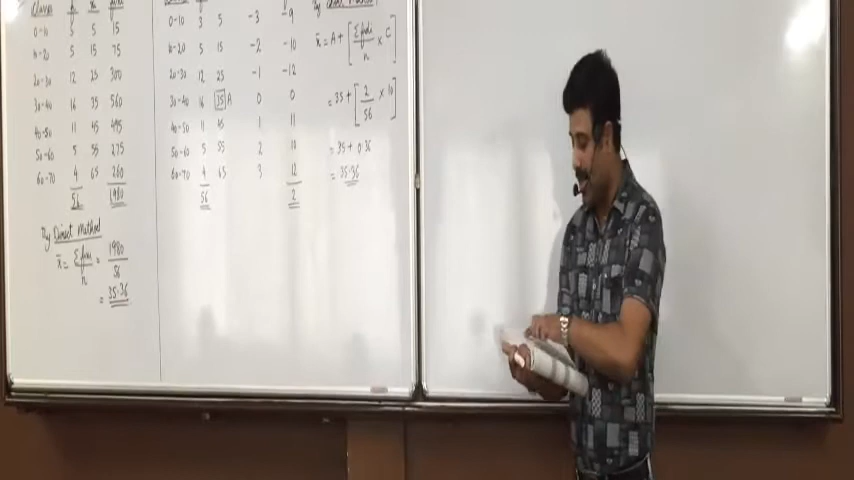 Classes f x fixi
0-10 5 5 15
10-20 5 15 75
20-30 12 25 300
30-40 16 35 560
40-50 11 45 495
50-60 5 55 275
60-70 4 65 260
56 1980
By Direct Method
x̄ = Σfixi/n = 1980/56
= 35.36
0-10 3 5 -3 -9
10-20 5 15 -2 -10
20-30 12 25 -1 -12
30-40 16 35 A 0 0
40-50 11 45 1 11
50-60 5 55 2 10
60-70 4 65 3 12
56 2
x̄ = A + [Σfidi/n × C]
= 35 + [2/56 × 10]
= 35 + 0.36
= 35.36